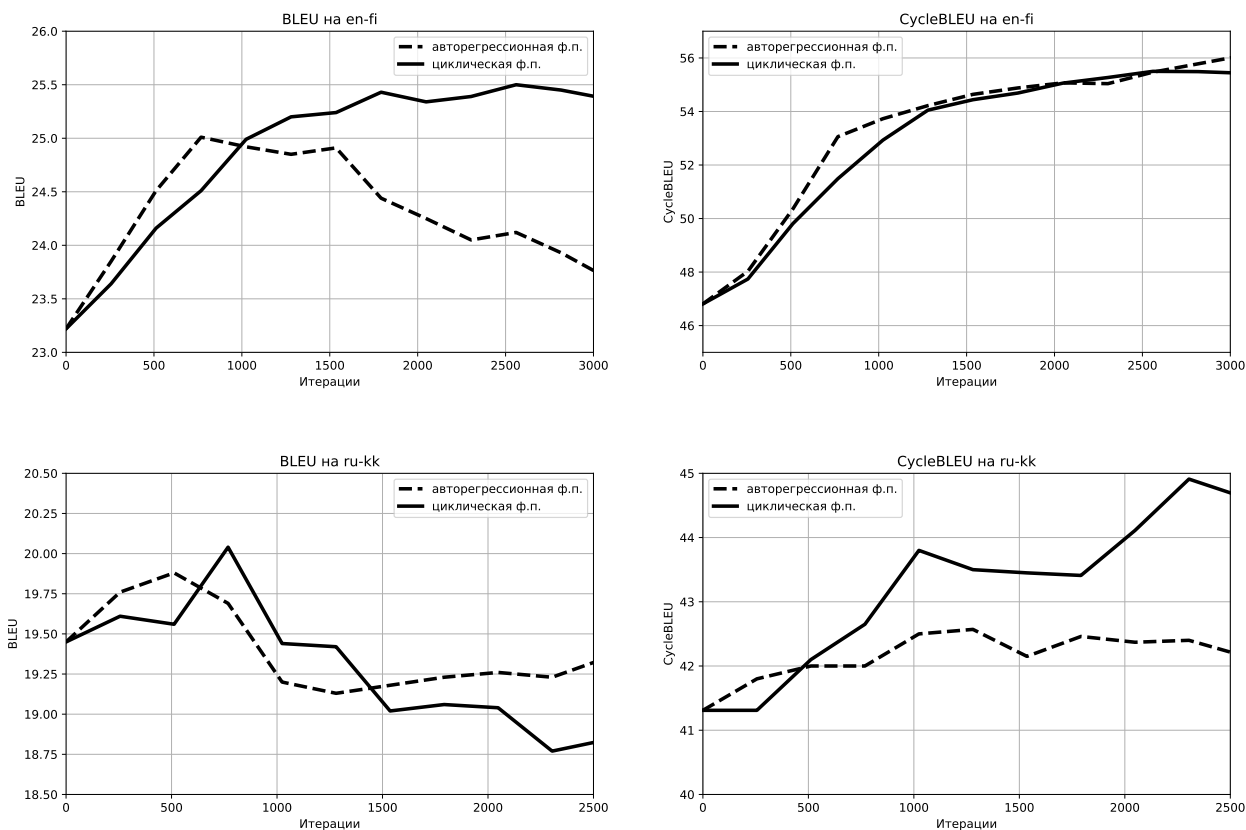 BLEU на en-fi
26.0
25.5
25.0
24.5
24.0
23.5
23.0
BLEU
авторегрессионная ф.п.
циклическая ф.п.
0 500 1000 1500 2000 2500 3000
Итерации
CycleBLEU на en-fi
56
54
52
50
48
46
CycleBLEU
авторегрессионная ф.п.
циклическая ф.п.
0 500 1000 1500 2000 2500 3000
Итерации
BLEU на ru-kk
20.50
20.25
20.00
19.75
19.50
19.25
19.00
18.75
18.50
BLEU
авторегрессионная ф.п.
циклическая ф.п.
0 500 1000 1500 2000 2500
Итерации
CycleBLEU на ru-kk
45
44
43
42
41
40
CycleBLEU
авторегрессионная ф.п.
циклическая ф.п.
0 500 1000 1500 2000 2500
Итерации